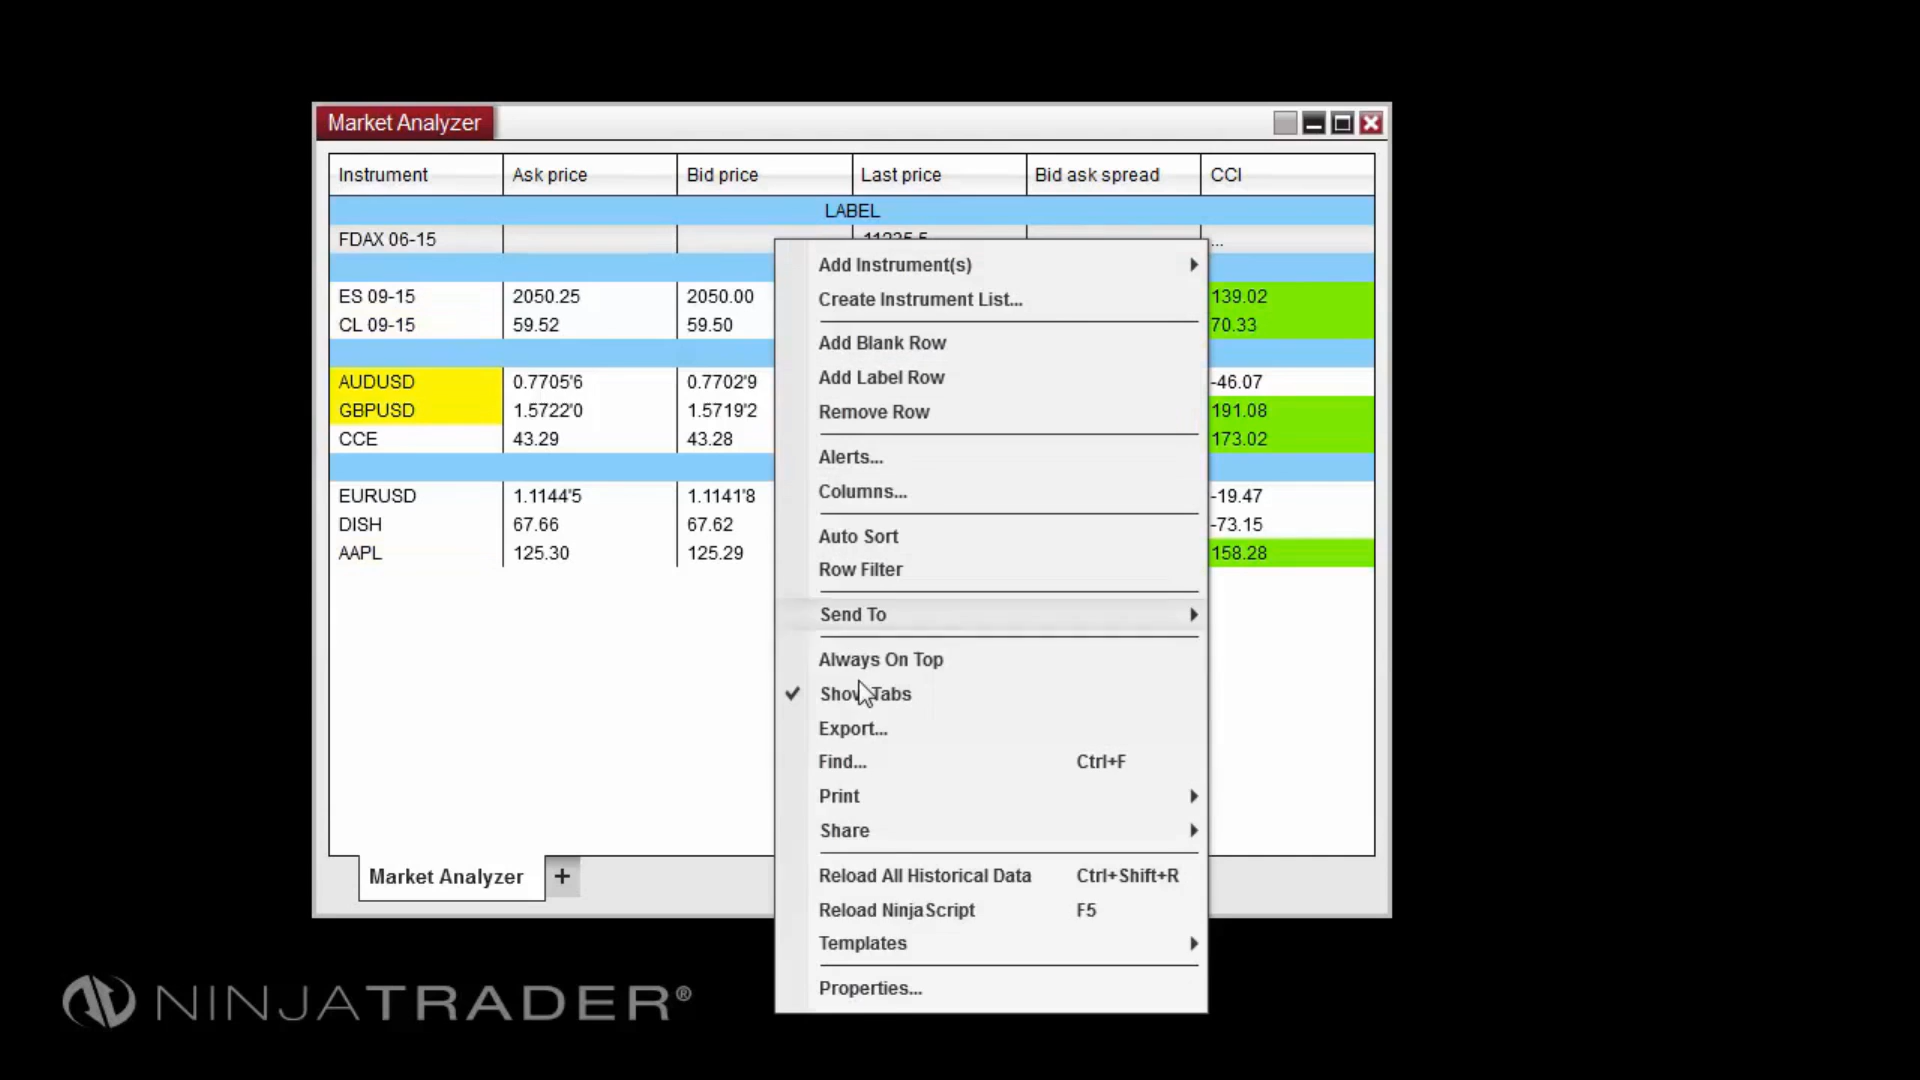 Market Analyzer
Instrument Ask price Bid price Last price Bid ask spread CCI
LABEL
FDAX 06-15 11235.5 ...
Add Instrument(s)
ES 09-15 2050.25 2050.00 Create Instrument List... 139.02
CL 09-15 59.52 59.50 70.33
Add Blank Row
AUDUSD 0.7705'6 0.7702'9 Add Label Row -46.07
GBPUSD 1.5722'0 1.5719'2 Remove Row 191.08
CCE 43.29 43.28 173.02
Alerts...
EURUSD 1.1144'5 1.1141'8 Columns... -19.47
DISH 67.66 67.62 Auto Sort -73.15
AAPL 125.30 125.29 158.28
Row Filter
Send To
Always On Top
Show Tabs
Export...
Find... Ctrl+F
Print
Share
Market Analyzer + Reload All Historical Data Ctrl+Shift+R
Reload NinjaScript F5
Templates
Properties...
NINJATRADER®